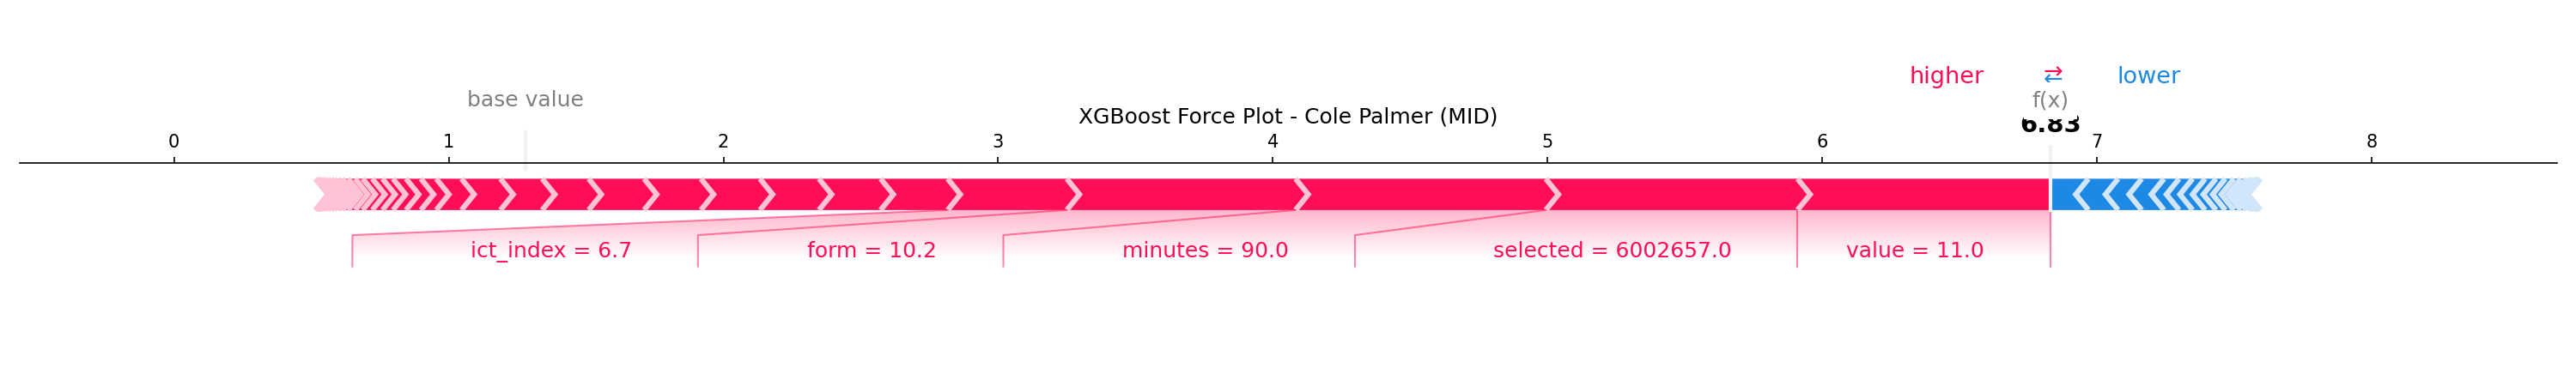 higher ⇄ lower
base value f(x)
XGBoost Force Plot - Cole Palmer (MID)
6.83
0 1 2 3 4 5 6 7 8
ict_index = 6.7 form = 10.2 minutes = 90.0 selected = 6002657.0 value = 11.0